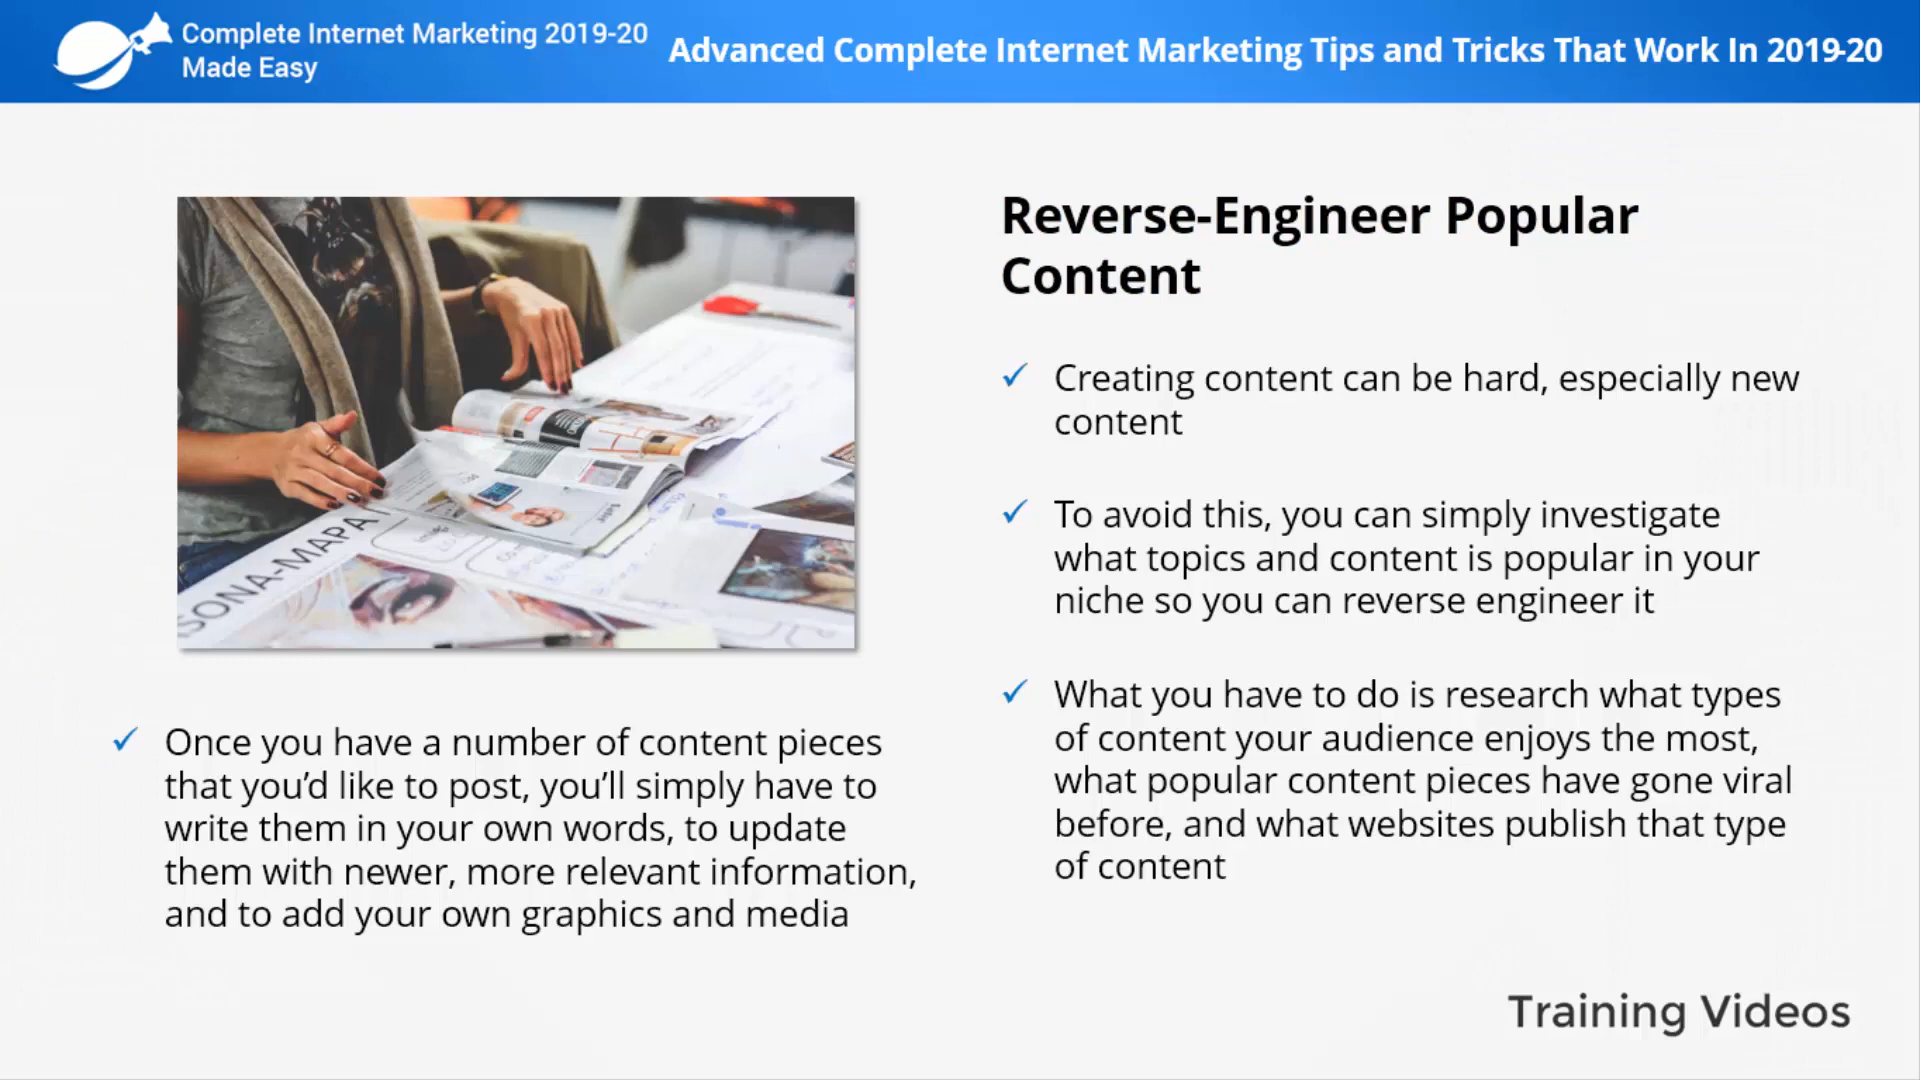 Complete Internet Marketing 2019-20
Made Easy
Advanced Complete Internet Marketing Tips and Tricks That Work In 2019-20
SONA-MAPA
Reverse-Engineer Popular
Content
✓ Creating content can be hard, especially new
content
✓ To avoid this, you can simply investigate
what topics and content is popular in your
niche so you can reverse engineer it
✓ What you have to do is research what types
of content your audience enjoys the most,
what popular content pieces have gone viral
before, and what websites publish that type
of content
✓ Once you have a number of content pieces
that you’d like to post, you’ll simply have to
write them in your own words, to update
them with newer, more relevant information,
and to add your own graphics and media
Training Videos